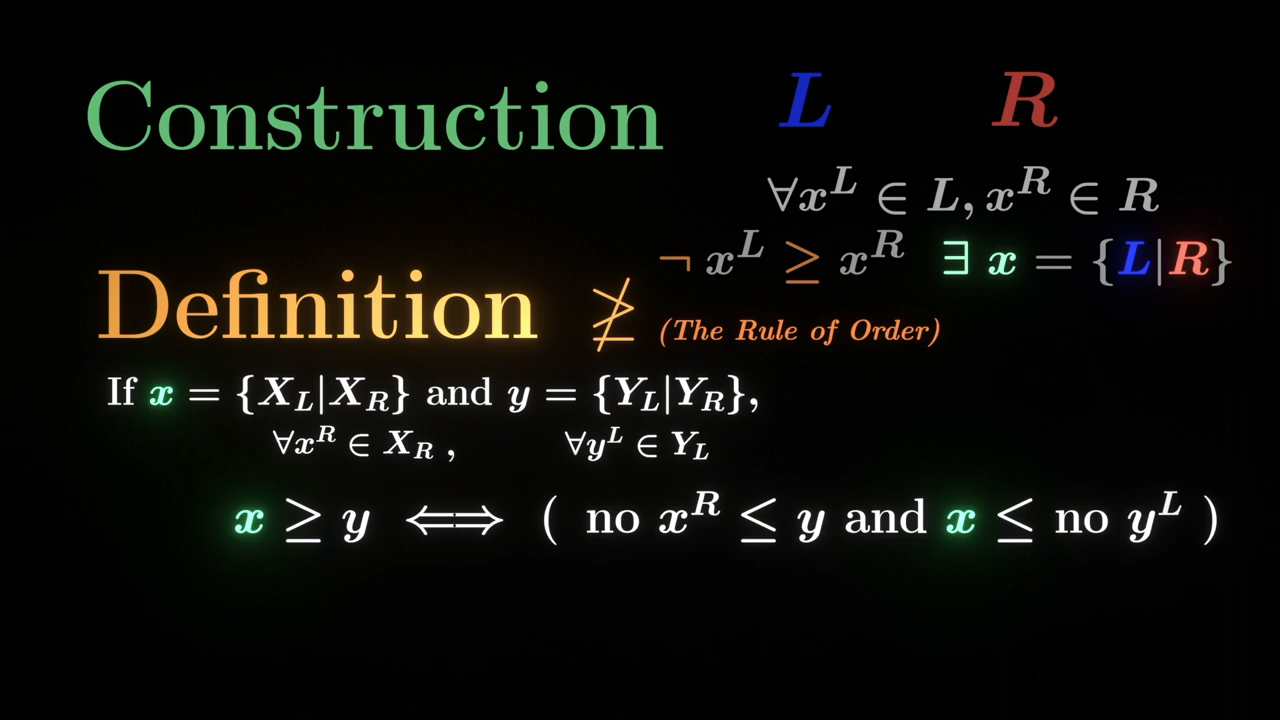 Construction L R
∀x^L ∈ L, x^R ∈ R
¬ x^L ≥ x^R ∃ x = {L|R}
Definition ≱ (The Rule of Order)
If x = {X_L|X_R} and y = {Y_L|Y_R},
∀x^R ∈ X_R , ∀y^L ∈ Y_L
x ≥ y ⟺ ( no x^R ≤ y and x ≤ no y^L )